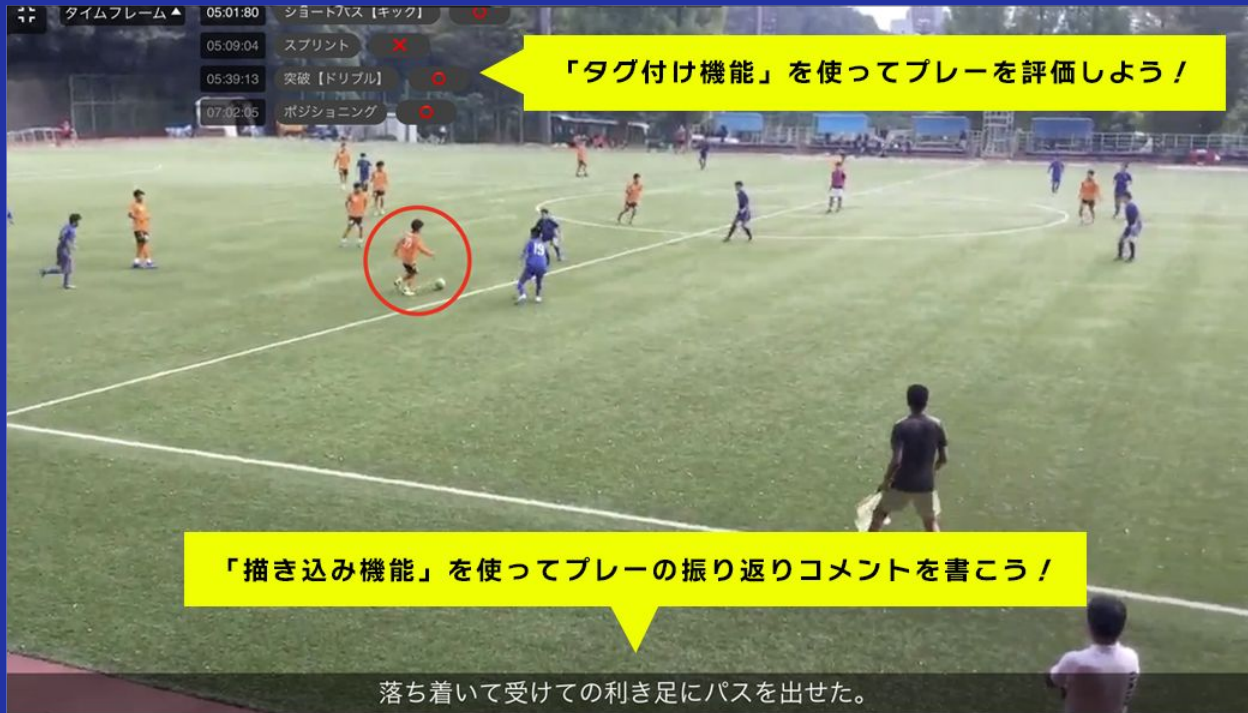 タイムフレーム▲
05:01:80 ショートパス【キック】 ○
05:09:04 スプリント ×
05:39:13 突破【ドリブル】 ○
07:02:05 ポジショニング ○
「タグ付け機能」を使ってプレーを評価しよう！
19
「描き込み機能」を使ってプレーの振り返りコメントを書こう！
落ち着いて受けての利き足にパスを出せた。